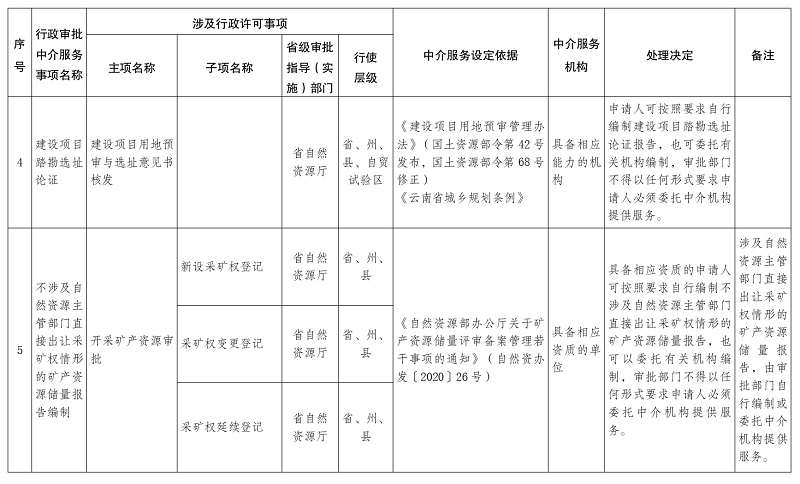 序号
行政审批
中介服务
事项名称
涉及行政许可事项
主项名称
子项名称
省级审批
指导（实
施）部门
行使
层级
中介服务设定依据
中介服务
机构
处理决定
备注
4
建设项目
踏勘选址
论证
建设项目用地预
审与选址意见书
核发
省自然
资源厅
省、州、
县、自贸
试验区
《建设项目用地预审管理办
法》（国土资源部令第 42 号
发布，国土资源部令第 68 号
修正）
《云南省城乡规划条例》
具备相应
能力的机
构
申请人可按照要求自行
编制建设项目踏勘选址
论证报告，也可委托有
关机构编制，审批部门
不得以任何形式要求申
请人必须委托中介机构
提供服务。
5
不涉及自
然资源主
管部门直
接出让采
矿权情形
的矿产资
源储量报
告编制
开采矿产资源审
批
新设采矿权登记
省自然
资源厅
省、州、
县
采矿权变更登记
省自然
资源厅
省、州、
县
采矿权延续登记
省自然
资源厅
省、州、
县
《自然资源部办公厅关于矿
产资源储量评审备案管理若
干事项的通知》（自然资办
发〔2020〕26 号）
具备相应
资质的单
位
具备相应资质的申请人
可按照要求自行编制不
涉及自然资源主管部门
直接出让采矿权情形的
矿产资源储量报告，也
可以委托有关机构编
制，审批部门不得以任
何形式要求申请人必须
委托中介机构提供服
务。
涉及自然
资源主管
部门直接
出让采矿
权情形的
矿产资源
储量报
告，由审
批部门自
行编制或
委托中介
机构提供
服务。